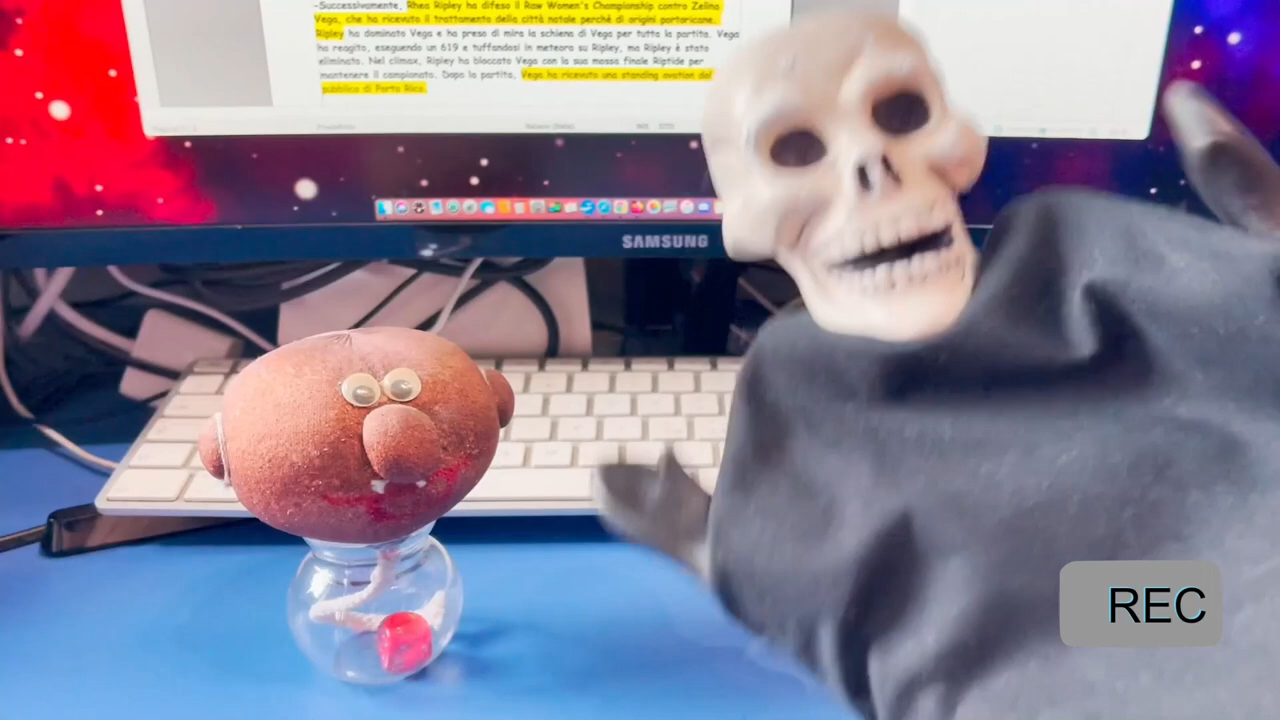 -Successivamente, Rhea Ripley ha difeso il Raw Women's Championship contro Zelina
Vega, che ha ricevuto il trattamento della città natale perchè di origini portoricane.
Ripley ha dominato Vega e ha preso di mira la schiena di Vega per tutta la partita. Vega
ha reagito, eseguendo un 619 e tuffandosi in meteora su Ripley, ma Ripley è stato
eliminato. Nel climax, Ripley ha bloccato Vega con la sua mossa finale Riptide per
mantenere il campionato. Dopo la partita, Vega ha ricevuto una standing ovation dal
pubblico di Porto Rico.
SAMSUNG
REC